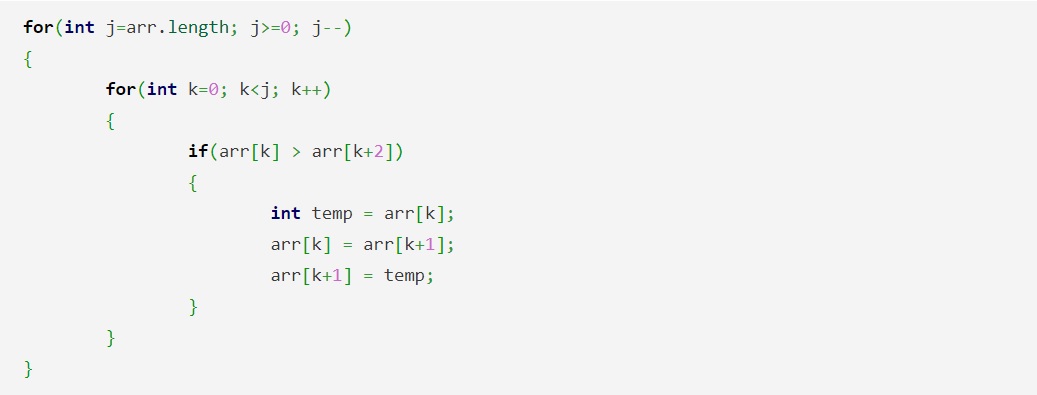 for(int j=arr.length; j>=0; j--)
{
for(int k=0; k<j; k++)
{
if(arr[k] > arr[k+2])
{
int temp = arr[k];
arr[k] = arr[k+1];
arr[k+1] = temp;
}
}
}